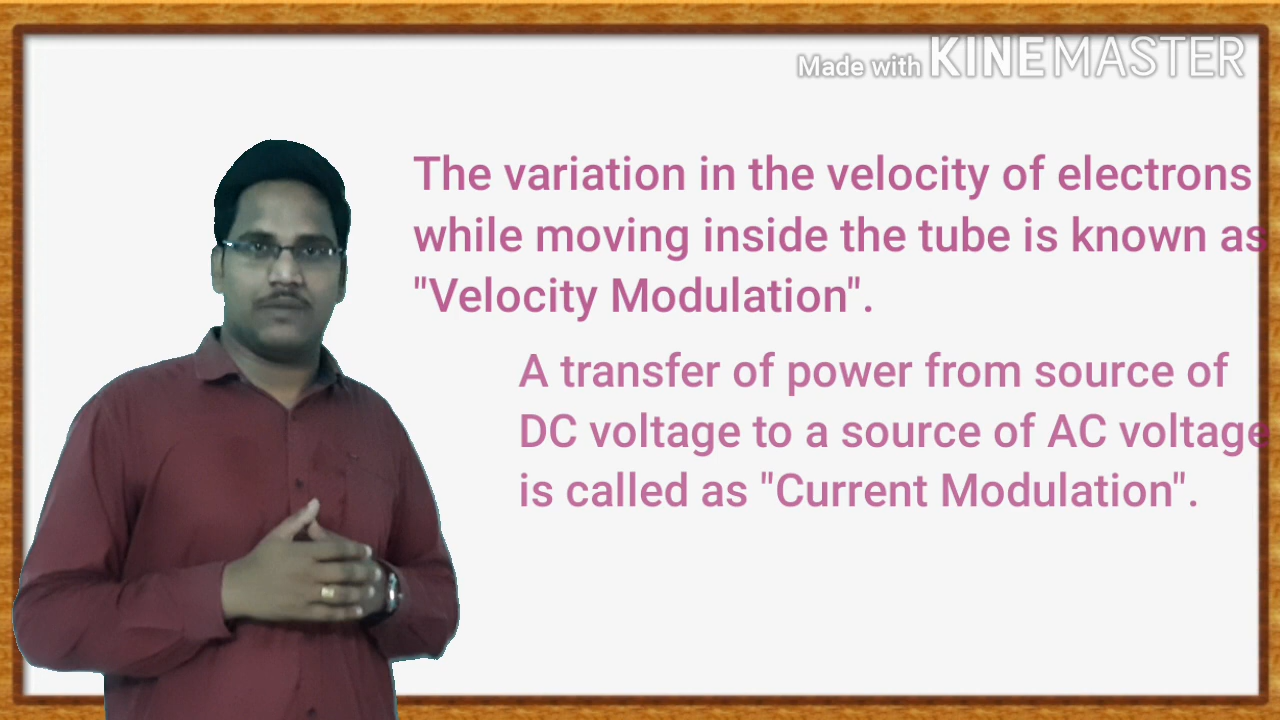 Made with KINEMASTER
The variation in the velocity of electrons
while moving inside the tube is known as
"Velocity Modulation".
A transfer of power from source of
DC voltage to a source of AC voltage
is called as "Current Modulation".